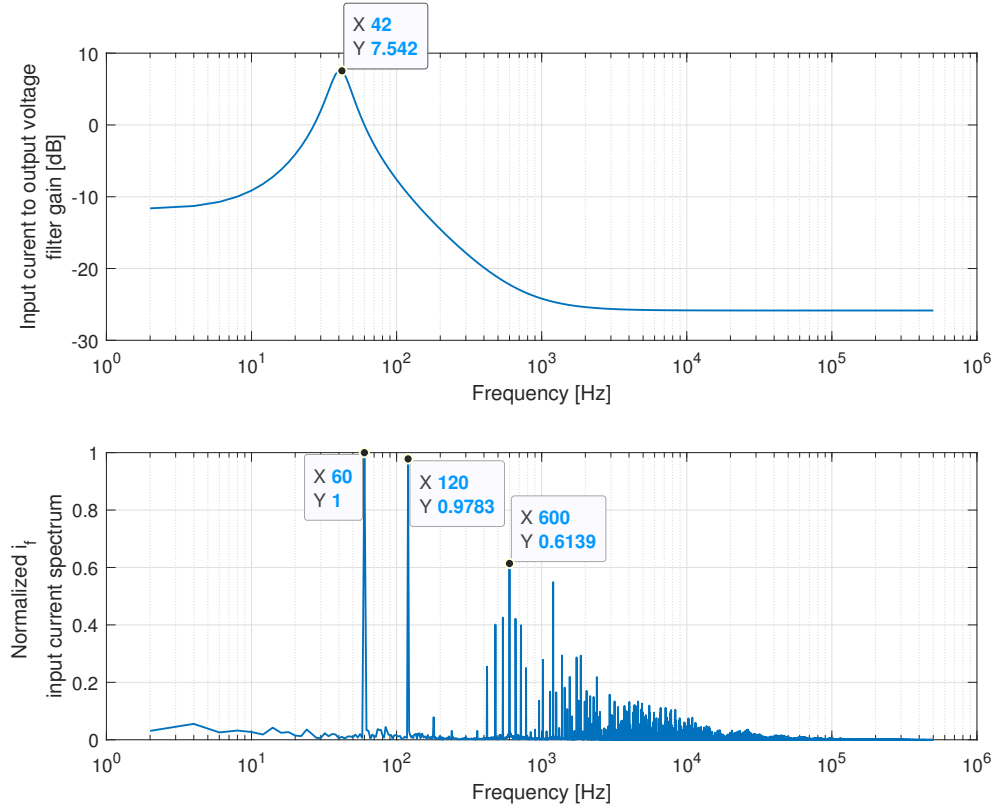 X 42
Y 7.542
Input curent to output voltage
filter gain [dB]
10
0
-10
-20
-30
10^0
10^1
10^2
10^3
10^4
10^5
10^6
Frequency [Hz]
X 60
Y 1
X 120
Y 0.9783
X 600
Y 0.6139
Normalized i_f
input current spectrum
1
0.8
0.6
0.4
0.2
0
10^0
10^1
10^2
10^3
10^4
10^5
10^6
Frequency [Hz]